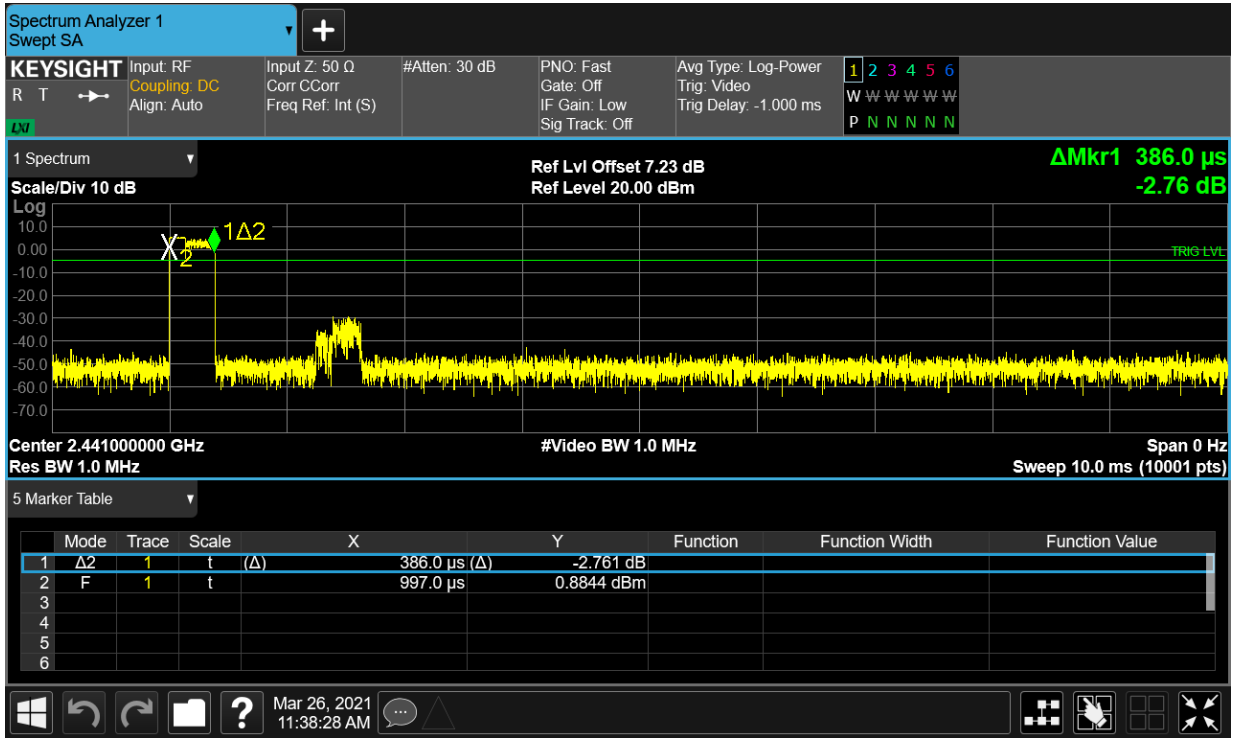 Spectrum Analyzer 1
Swept SA
KEYSIGHT
R T
LXI
Input: RF
Coupling: DC
Align: Auto
Input Z: 50 Ω
Corr CCorr
Freq Ref: Int (S)
#Atten: 30 dB
PNO: Fast
Gate: Off
IF Gain: Low
Sig Track: Off
Avg Type: Log-Power
Trig: Video
Trig Delay: -1.000 ms
1 2 3 4 5 6
W W W W W W
P N N N N N
1 Spectrum
Scale/Div 10 dB
Ref Lvl Offset 7.23 dB
Ref Level 20.00 dBm
ΔMkr1 386.0 µs
-2.76 dB
Log
10.0
0.00
-10.0
-20.0
-30.0
-40.0
-50.0
-60.0
-70.0
X
2
1Δ2
TRIG LVL
Center 2.441000000 GHz
#Video BW 1.0 MHz
Span 0 Hz
Res BW 1.0 MHz
Sweep 10.0 ms (10001 pts)
5 Marker Table
Mode Trace Scale X Y Function Function Width Function Value
1 Δ2 1 t (Δ) 386.0 µs (Δ) -2.761 dB
2 F 1 t 997.0 µs 0.8844 dBm
3
4
5
6
?
Mar 26, 2021
11:38:28 AM